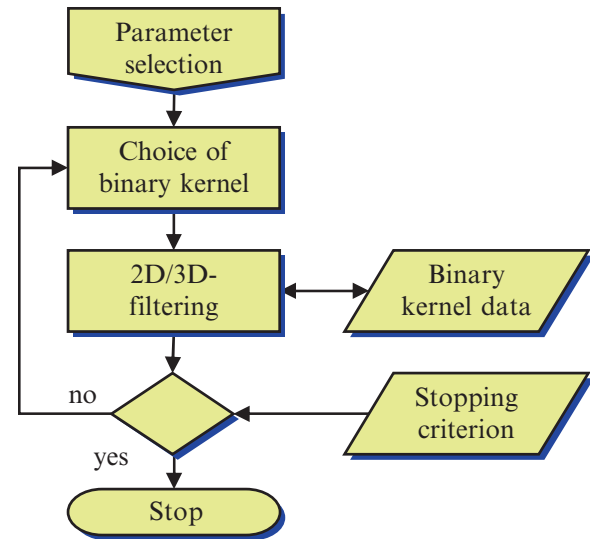 Parameter
selection
Choice of
binary kernel
2D/3D-
filtering
Binary
kernel data
no
Stopping
criterion
yes
Stop